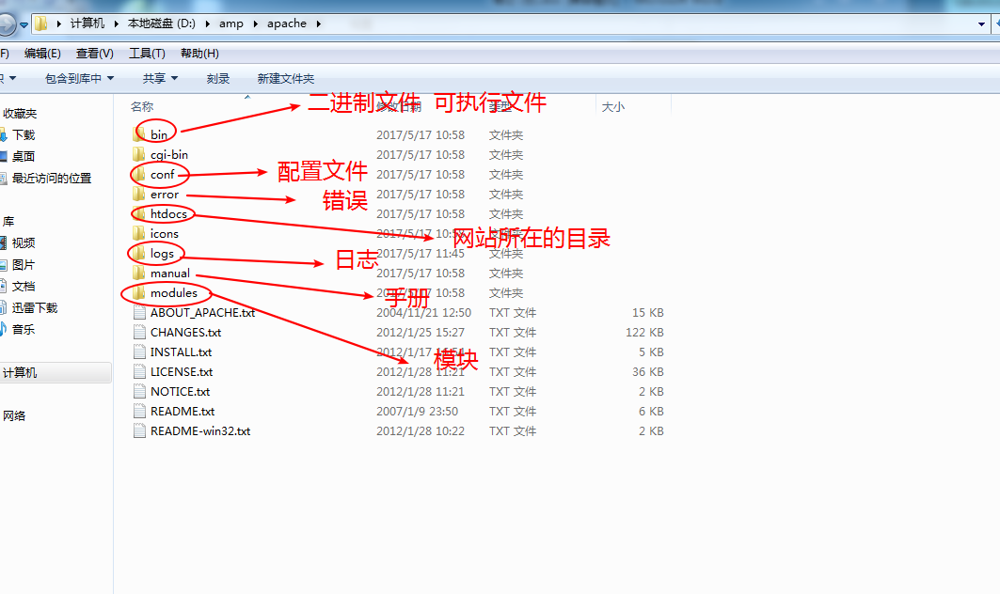 计算机 本地磁盘 (D:) amp apache
F) 编辑(E) 查看(V) 工具(T) 帮助(H)
包含到库中 共享 刻录 新建文件夹
收藏夹
下载
桌面
最近访问的位置
库
视频
图片
文档
迅雷下载
音乐
计算机
网络
名称 修改日期 类型 大小
二进制文件 可执行文件
bin 2017/5/17 10:58 文件夹
cgi-bin 2017/5/17 10:58 文件夹
conf 2017/5/17 10:58 文件夹
配置文件
error 2017/5/17 10:58 文件夹
错误
htdocs 2017/5/17 10:58 文件夹
icons 2017/5/17 10:58 文件夹
网站所在的目录
logs 2017/5/17 11:45 文件夹
日志
manual 2017/5/17 10:58 文件夹
modules 2017/5/17 10:58 文件夹
手册
ABOUT_APACHE.txt 2004/11/21 12:50 TXT 文件 15 KB
CHANGES.txt 2012/1/25 15:27 TXT 文件 122 KB
INSTALL.txt 2012/1/17 TXT 文件 5 KB
模块
LICENSE.txt 2012/1/28 11:21 TXT 文件 36 KB
NOTICE.txt 2012/1/28 11:21 TXT 文件 2 KB
README.txt 2007/1/9 23:50 TXT 文件 6 KB
README-win32.txt 2012/1/28 10:22 TXT 文件 2 KB